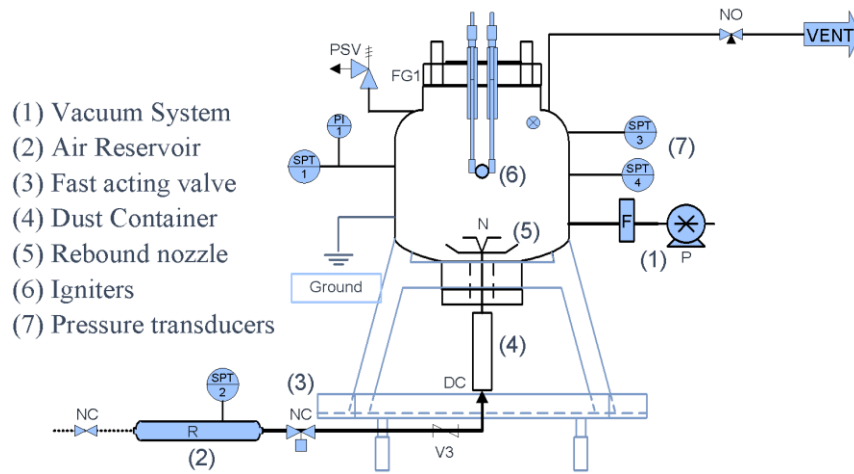 NO
VENT
PSV
FG1
(1) Vacuum System
(2) Air Reservoir
(3) Fast acting valve
(4) Dust Container
(5) Rebound nozzle
(6) Igniters
(7) Pressure transducers
PI
1
SPT
1
SPT
3
(7)
SPT
4
(6)
N
(5)
F
(1)
P
Ground
(4)
DC
SPT
2
(3)
NC
NC
R
V3
(2)